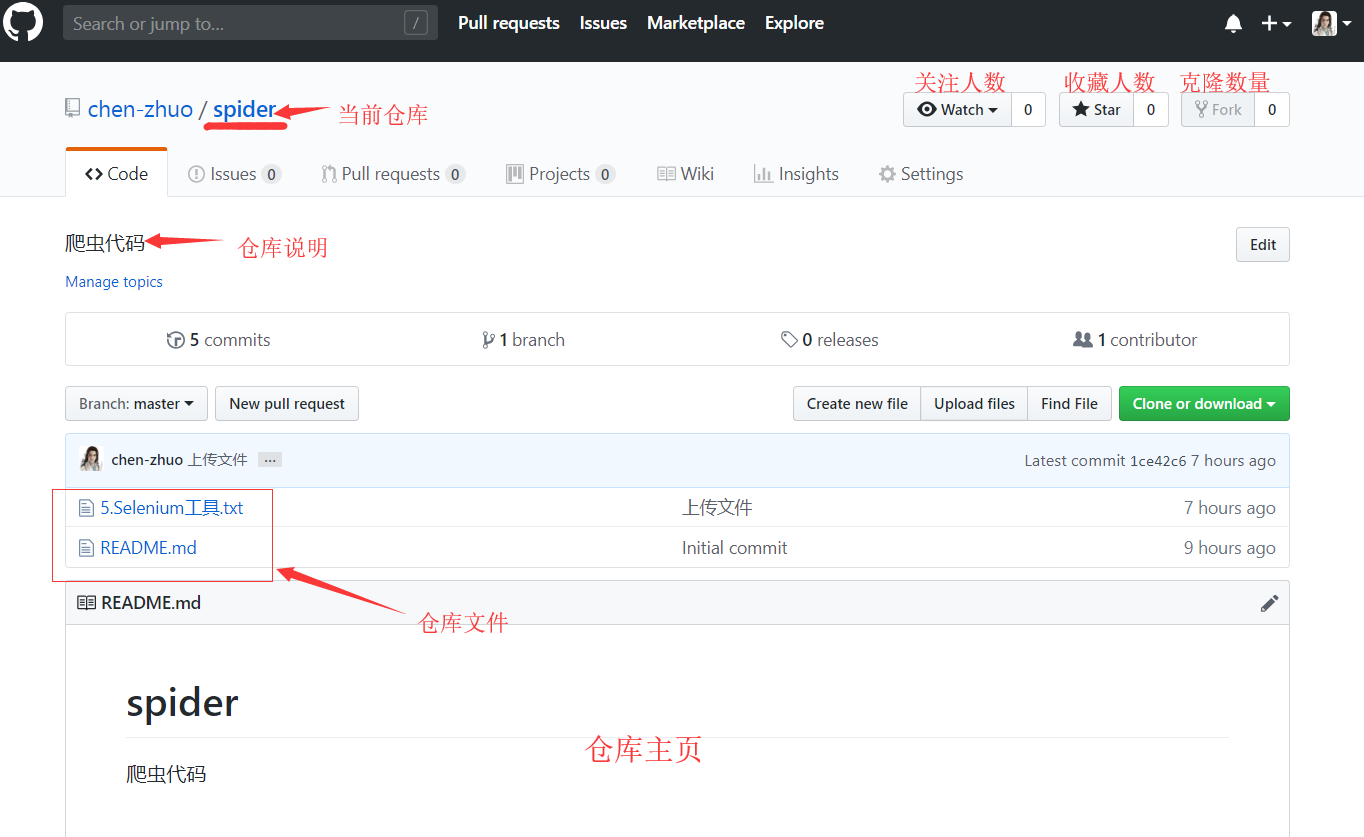 Search or jump to... / Pull requests Issues Marketplace Explore
关注人数 收藏人数 克隆数量
chen-zhuo / spider 当前仓库 Watch 0 Star 0 Fork 0
Code Issues 0 Pull requests 0 Projects 0 Wiki Insights Settings
爬虫代码 仓库说明 Edit
Manage topics
5 commits 1 branch 0 releases 1 contributor
Branch: master New pull request Create new file Upload files Find File Clone or download
chen-zhuo 上传文件 ... Latest commit 1ce42c6 7 hours ago
5.Selenium工具.txt 上传文件 7 hours ago
README.md Initial commit 9 hours ago
README.md
仓库文件
spider
仓库主页
爬虫代码